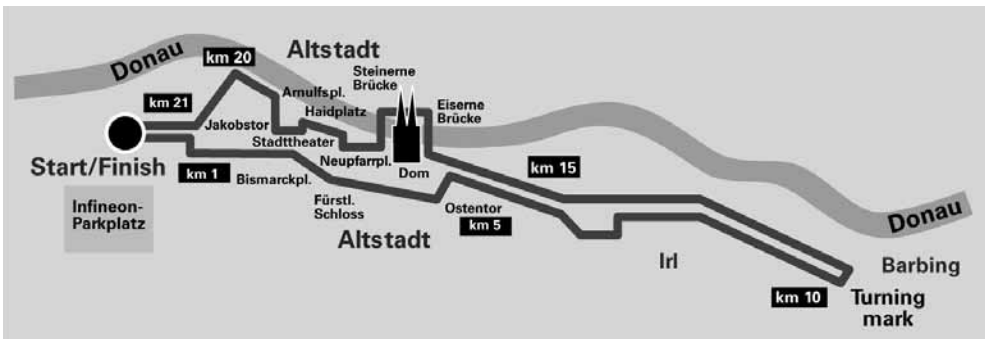 Donau
Altstadt
km 20
Steinerne
Brücke
Arnulfspl.
km 21
Haidplatz
Eiserne
Brücke
Jakobstor
Stadttheater
Start/Finish
Neupfarrpl.
km 15
km 1
Dom
Bismarckpl.
Infineon-
Parkplatz
Fürstl.
Schloss
Ostentor
km 5
Altstadt
Donau
Irl
Barbing
km 10
Turning
mark